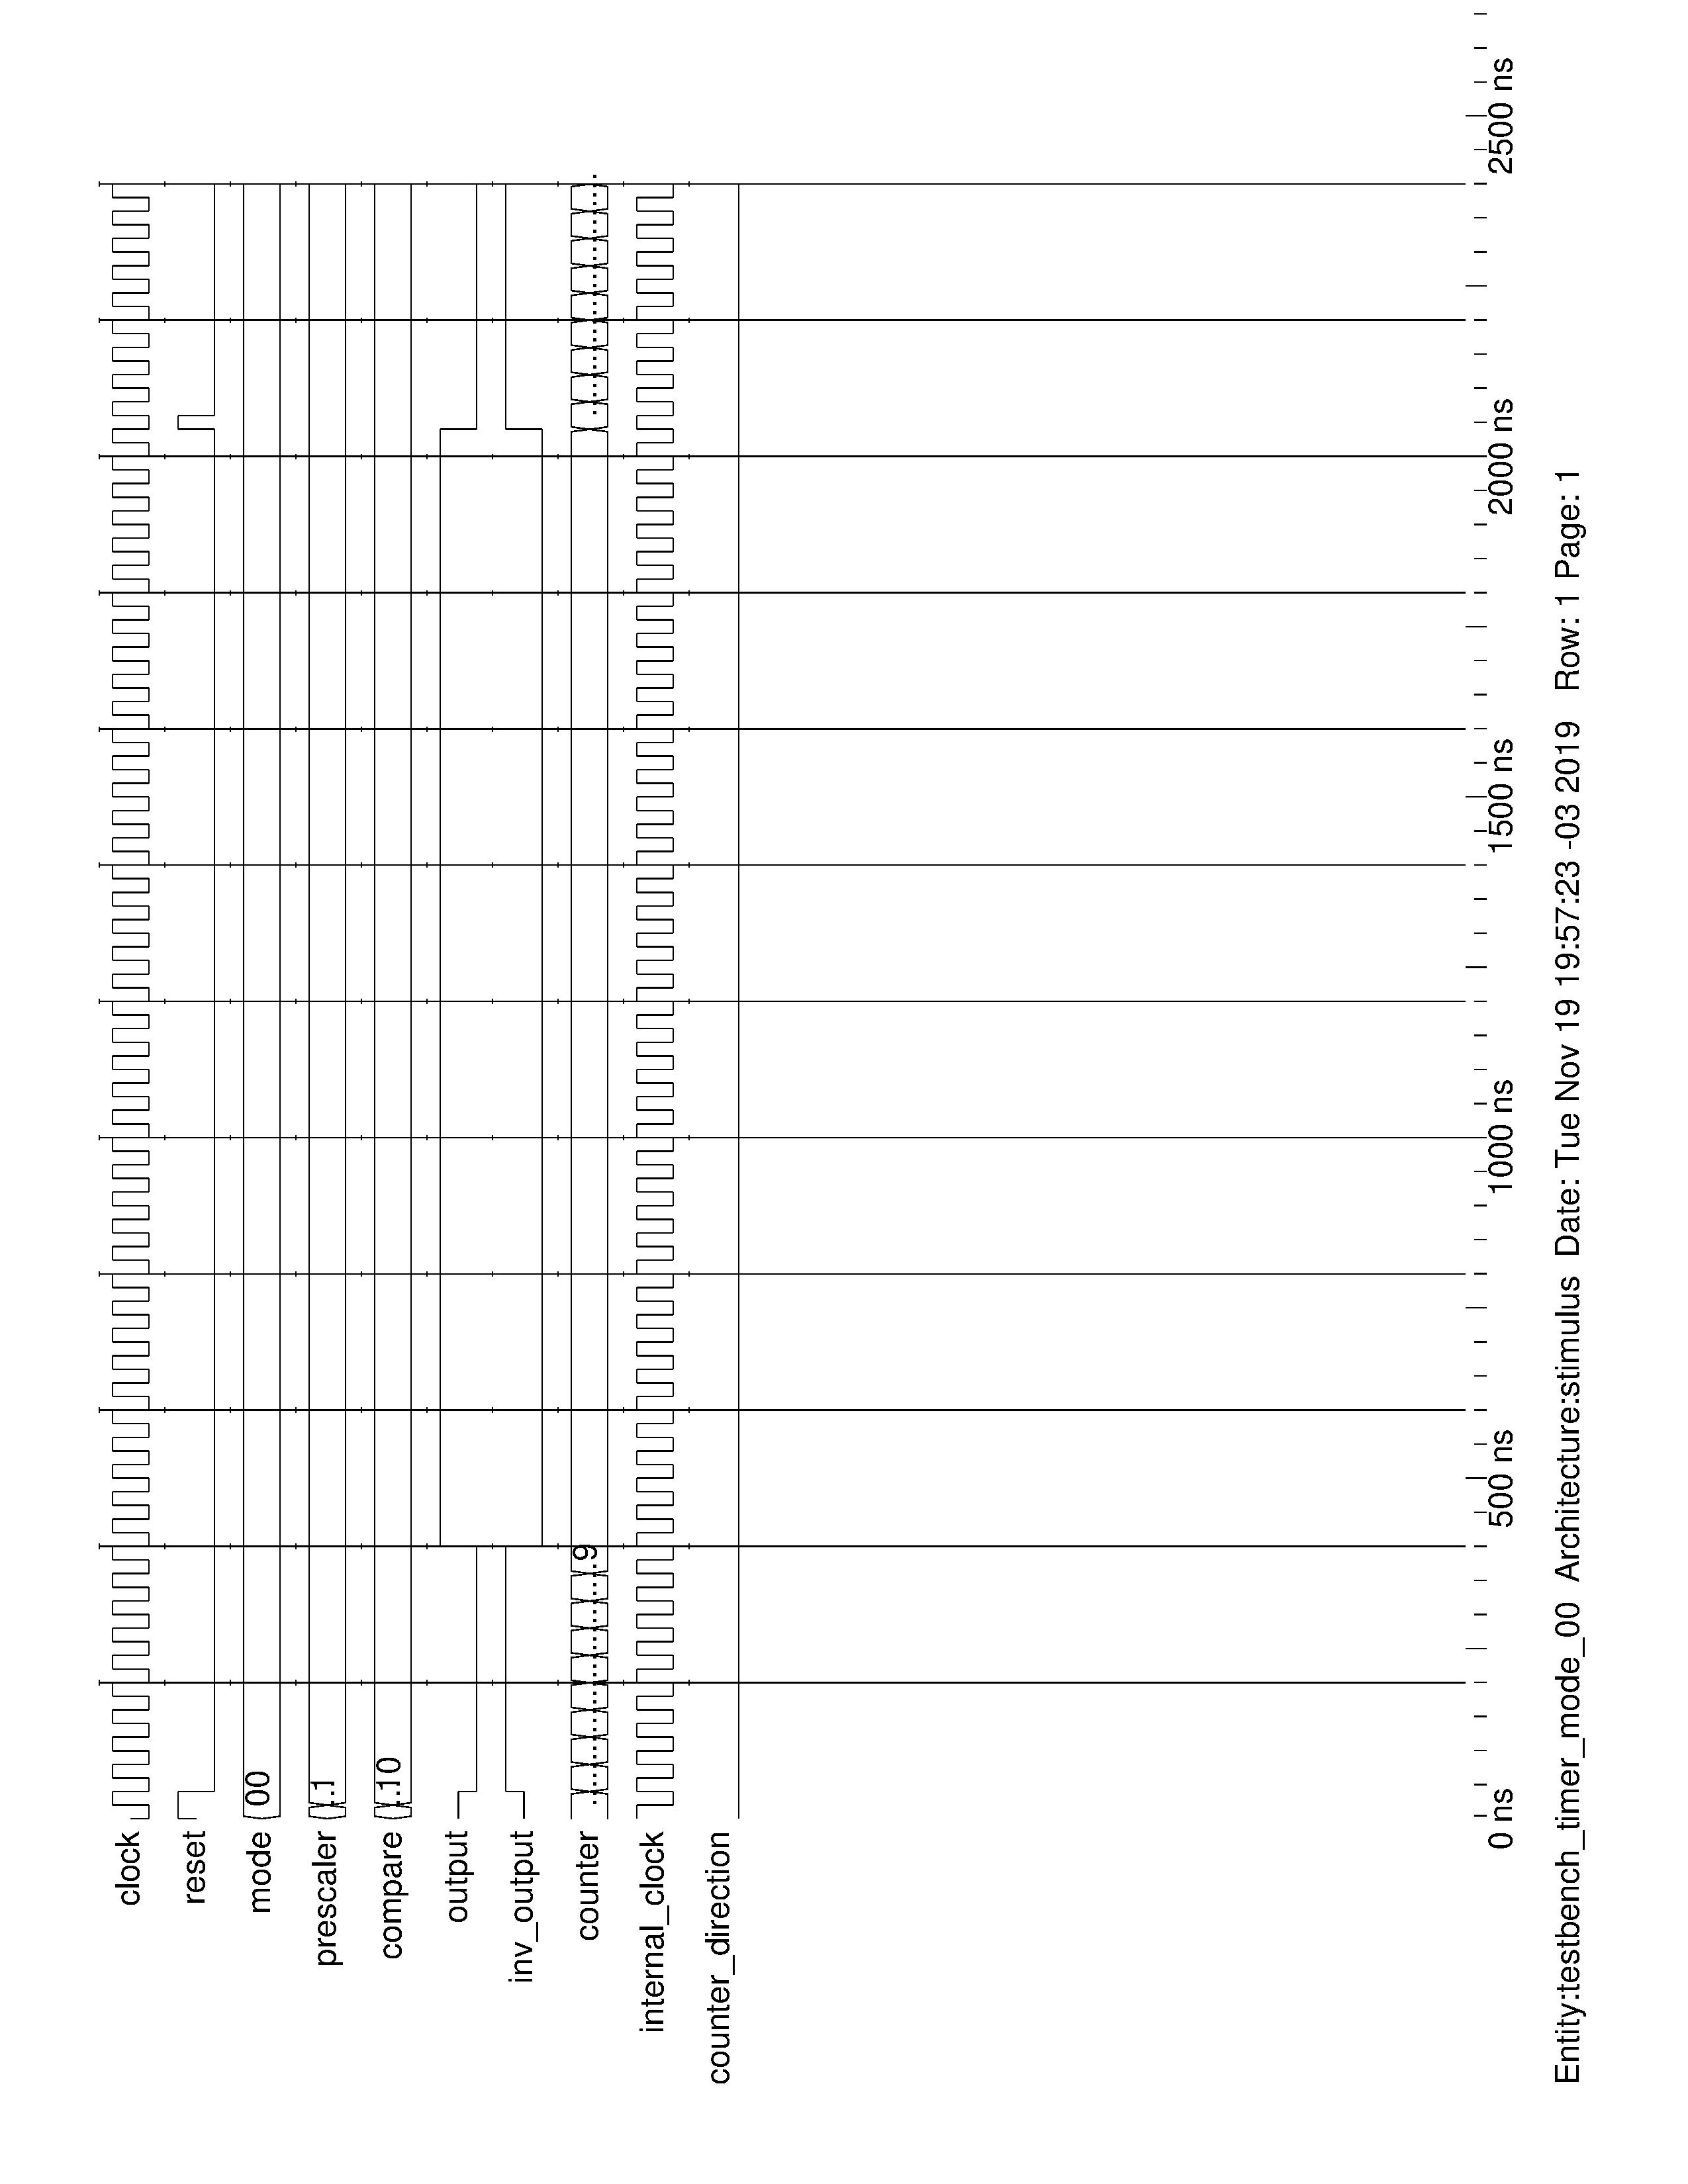 clock
reset
mode 00
prescaler ..1
compare ..10
output
inv_output
counter ..9
internal_clock
counter_direction
0 ns 500 ns 1000 ns 1500 ns 2000 ns 2500 ns
Entity:testbench_timer_mode_00 Architecture:stimulus Date: Tue Nov 19 19:57:23 -03 2019 Row: 1 Page: 1